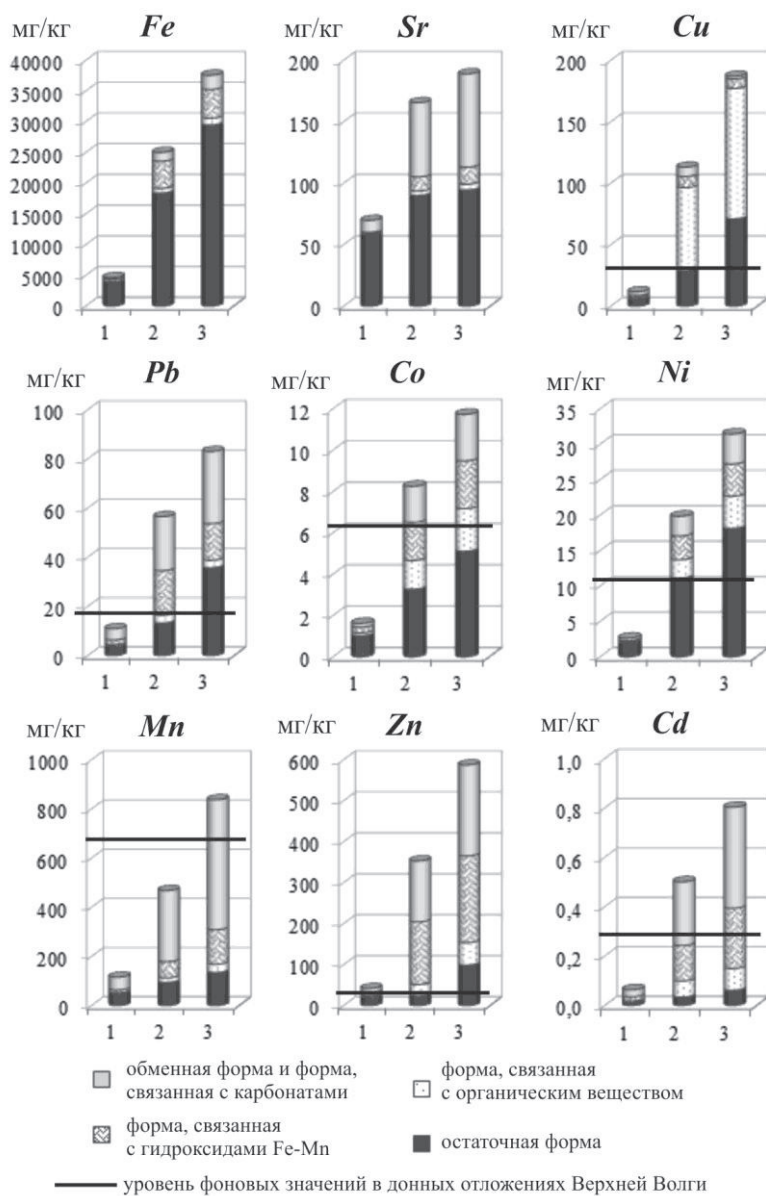 мг/кг Fe мг/кг Sr мг/кг Cu
40000
35000
30000
25000
20000
15000
10000
5000
0
1 2 3
200
150
100
50
0
1 2 3
200
150
100
50
0
1 2 3
мг/кг Pb мг/кг Co мг/кг Ni
100
80
60
40
20
0
1 2 3
12
10
8
6
4
2
0
1 2 3
35
30
25
20
15
10
5
0
1 2 3
мг/кг Mn мг/кг Zn мг/кг Cd
1000
800
600
400
200
0
1 2 3
600
500
400
300
200
100
0
1 2 3
1,0
0,8
0,6
0,4
0,2
0,0
1 2 3
обменная форма и форма,
связанная с карбонатами
форма, связанная
с органическим веществом
форма, связанная
с гидроксидами Fe-Mn
остаточная форма
уровень фоновых значений в донных отложениях Верхней Волги